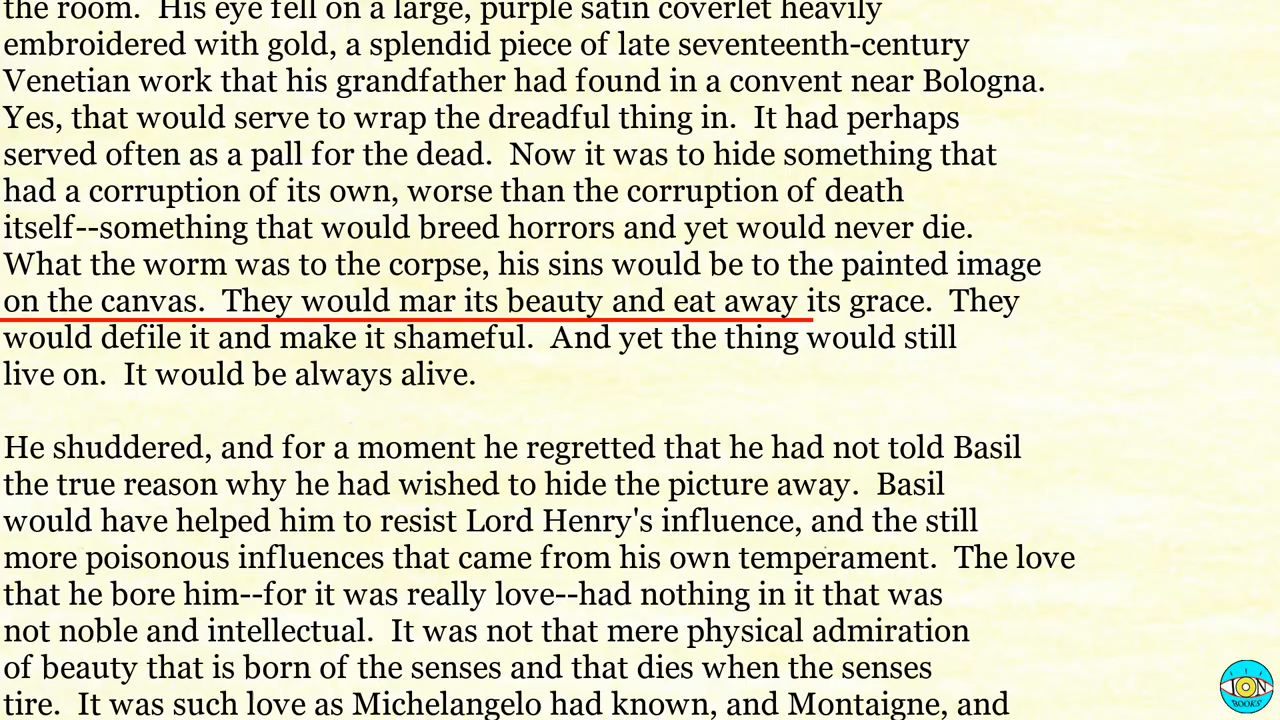 the room.  His eye fell on a large, purple satin coverlet heavily
embroidered with gold, a splendid piece of late seventeenth-century
Venetian work that his grandfather had found in a convent near Bologna.
Yes, that would serve to wrap the dreadful thing in.  It had perhaps
served often as a pall for the dead.  Now it was to hide something that
had a corruption of its own, worse than the corruption of death
itself--something that would breed horrors and yet would never die.
What the worm was to the corpse, his sins would be to the painted image
on the canvas.  They would mar its beauty and eat away its grace.  They
would defile it and make it shameful.  And yet the thing would still
live on.  It would be always alive.
He shuddered, and for a moment he regretted that he had not told Basil
the true reason why he had wished to hide the picture away.  Basil
would have helped him to resist Lord Henry's influence, and the still
more poisonous influences that came from his own temperament.  The love
that he bore him--for it was really love--had nothing in it that was
not noble and intellectual.  It was not that mere physical admiration
of beauty that is born of the senses and that dies when the senses
tire.  It was such love as Michelangelo had known, and Montaigne, and
ION
BOOKS